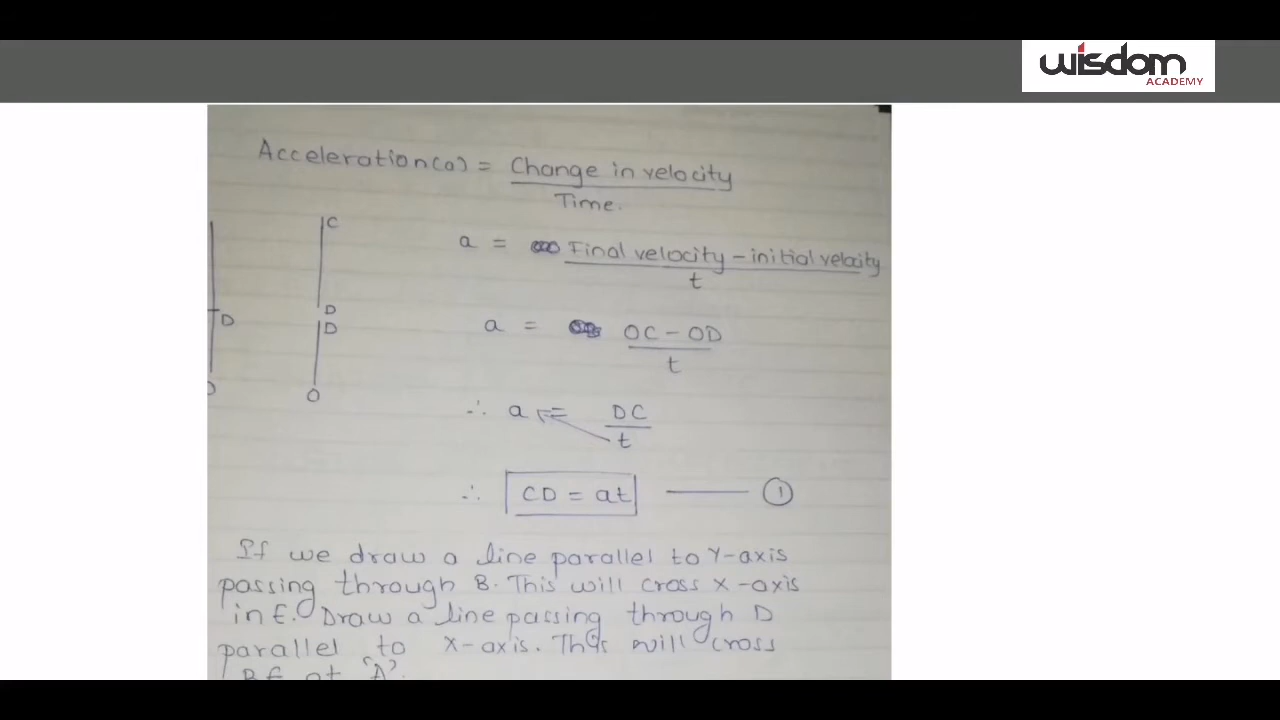 wisdom
ACADEMY
Acceleration(a) = Change in velocity
Time.
a = Final velocity - initial velocity
t
C
D
D
D
O
a = OC - OD
t
∴ a = DC
t
∴ CD = at ——— ①
If we draw a line parallel to Y-axis
passing through B. This will cross X-axis
in E. Draw a line passing through D
parallel to X-axis. This will cross
BE at 'A'.